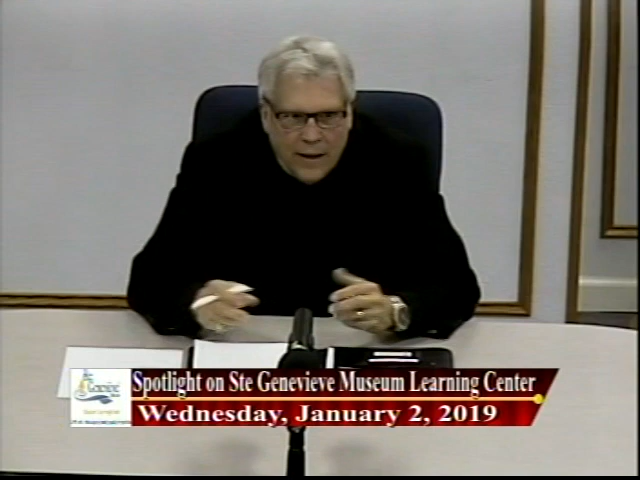 Spotlight on Ste Genevieve Museum Learning Center
Wednesday, January 2, 2019